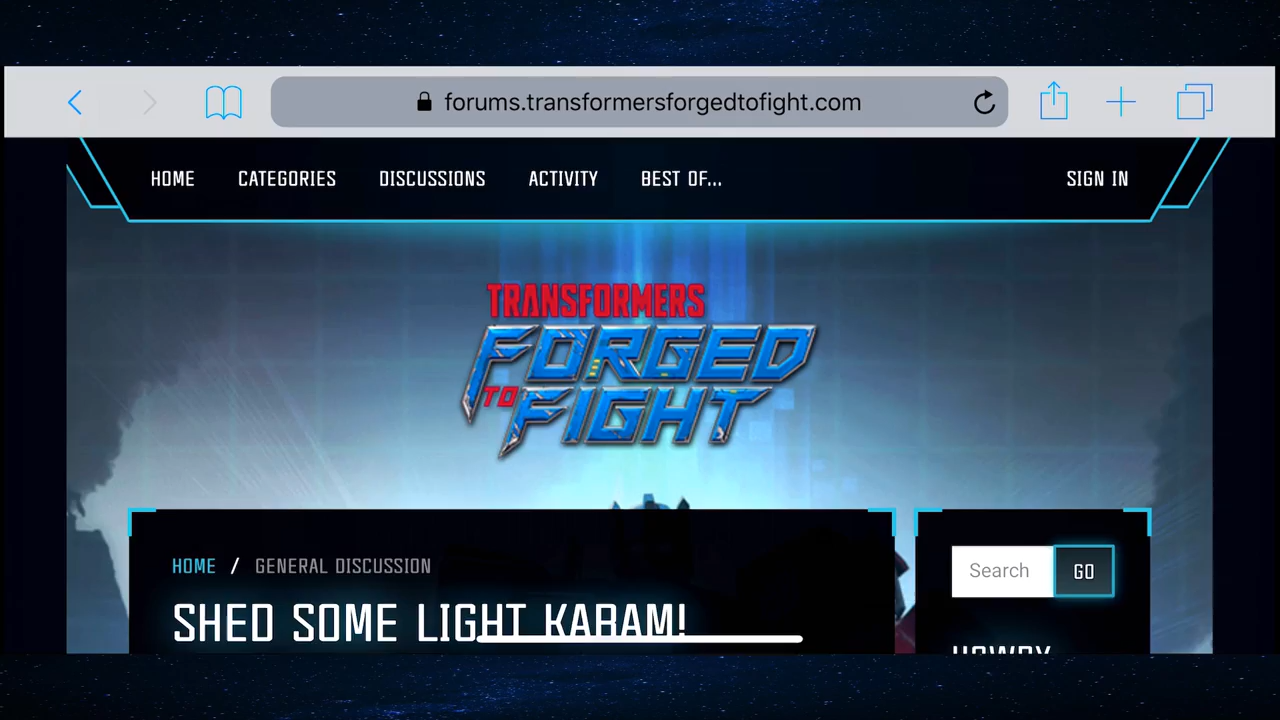 forums.transformersforgedtofight.com
HOME CATEGORIES DISCUSSIONS ACTIVITY BEST OF... SIGN IN
TRANSFORMERS
FORGED
TO FIGHT
HOME / GENERAL DISCUSSION
Search GO
SHED SOME LIGHT KABAM!
HOWDY